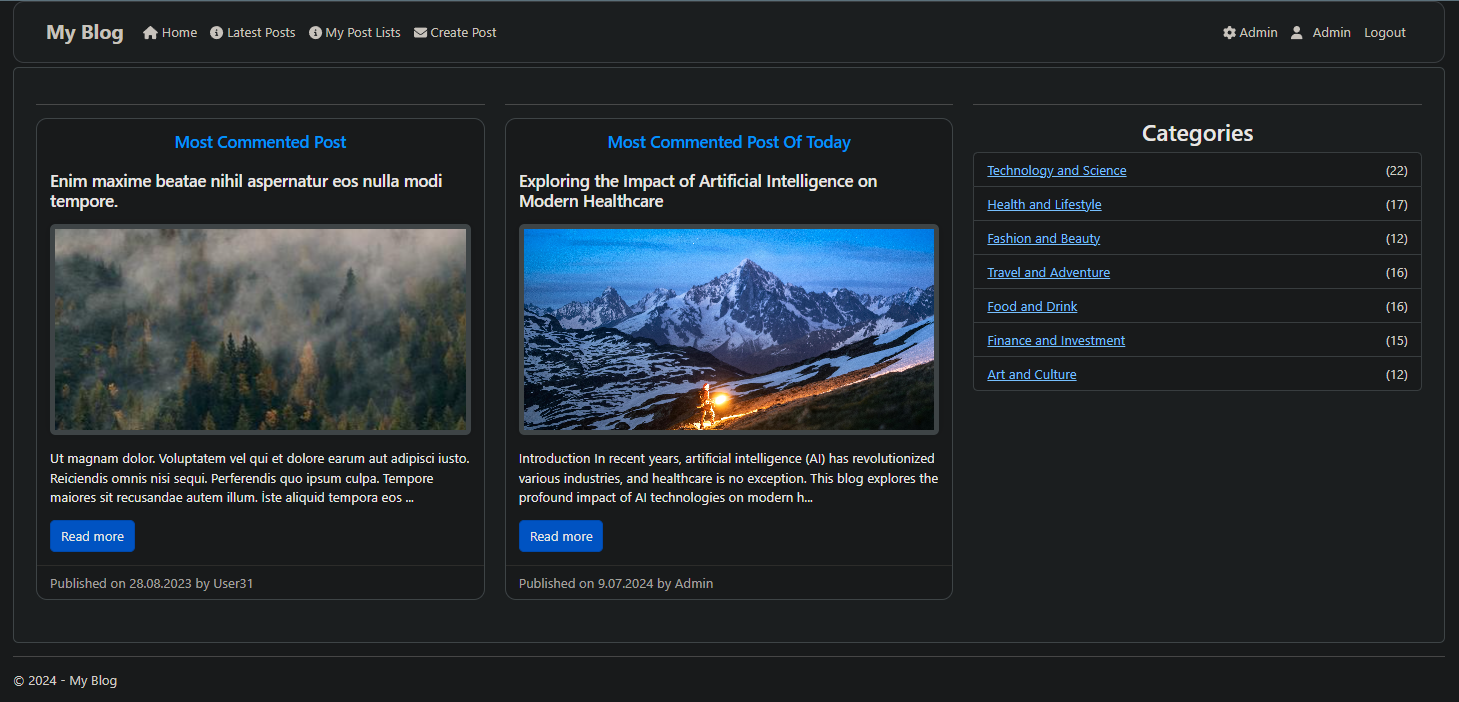 My Blog Home Latest Posts My Post Lists Create Post Admin Admin Logout
Most Commented Post
Enim maxime beatae nihil aspernatur eos nulla modi
tempore.
Ut magnam dolor. Voluptatem vel qui et dolore earum aut adipisci iusto.
Reiciendis omnis nisi sequi. Perferendis quo ipsum culpa. Tempore
maiores sit recusandae autem illum. İste aliquid tempora eos ...
Read more
Published on 28.08.2023 by User31
Most Commented Post Of Today
Exploring the Impact of Artificial Intelligence on
Modern Healthcare
Introduction In recent years, artificial intelligence (AI) has revolutionized
various industries, and healthcare is no exception. This blog explores the
profound impact of AI technologies on modern h...
Read more
Published on 9.07.2024 by Admin
Categories
Technology and Science (22)
Health and Lifestyle (17)
Fashion and Beauty (12)
Travel and Adventure (16)
Food and Drink (16)
Finance and Investment (15)
Art and Culture (12)
© 2024 - My Blog